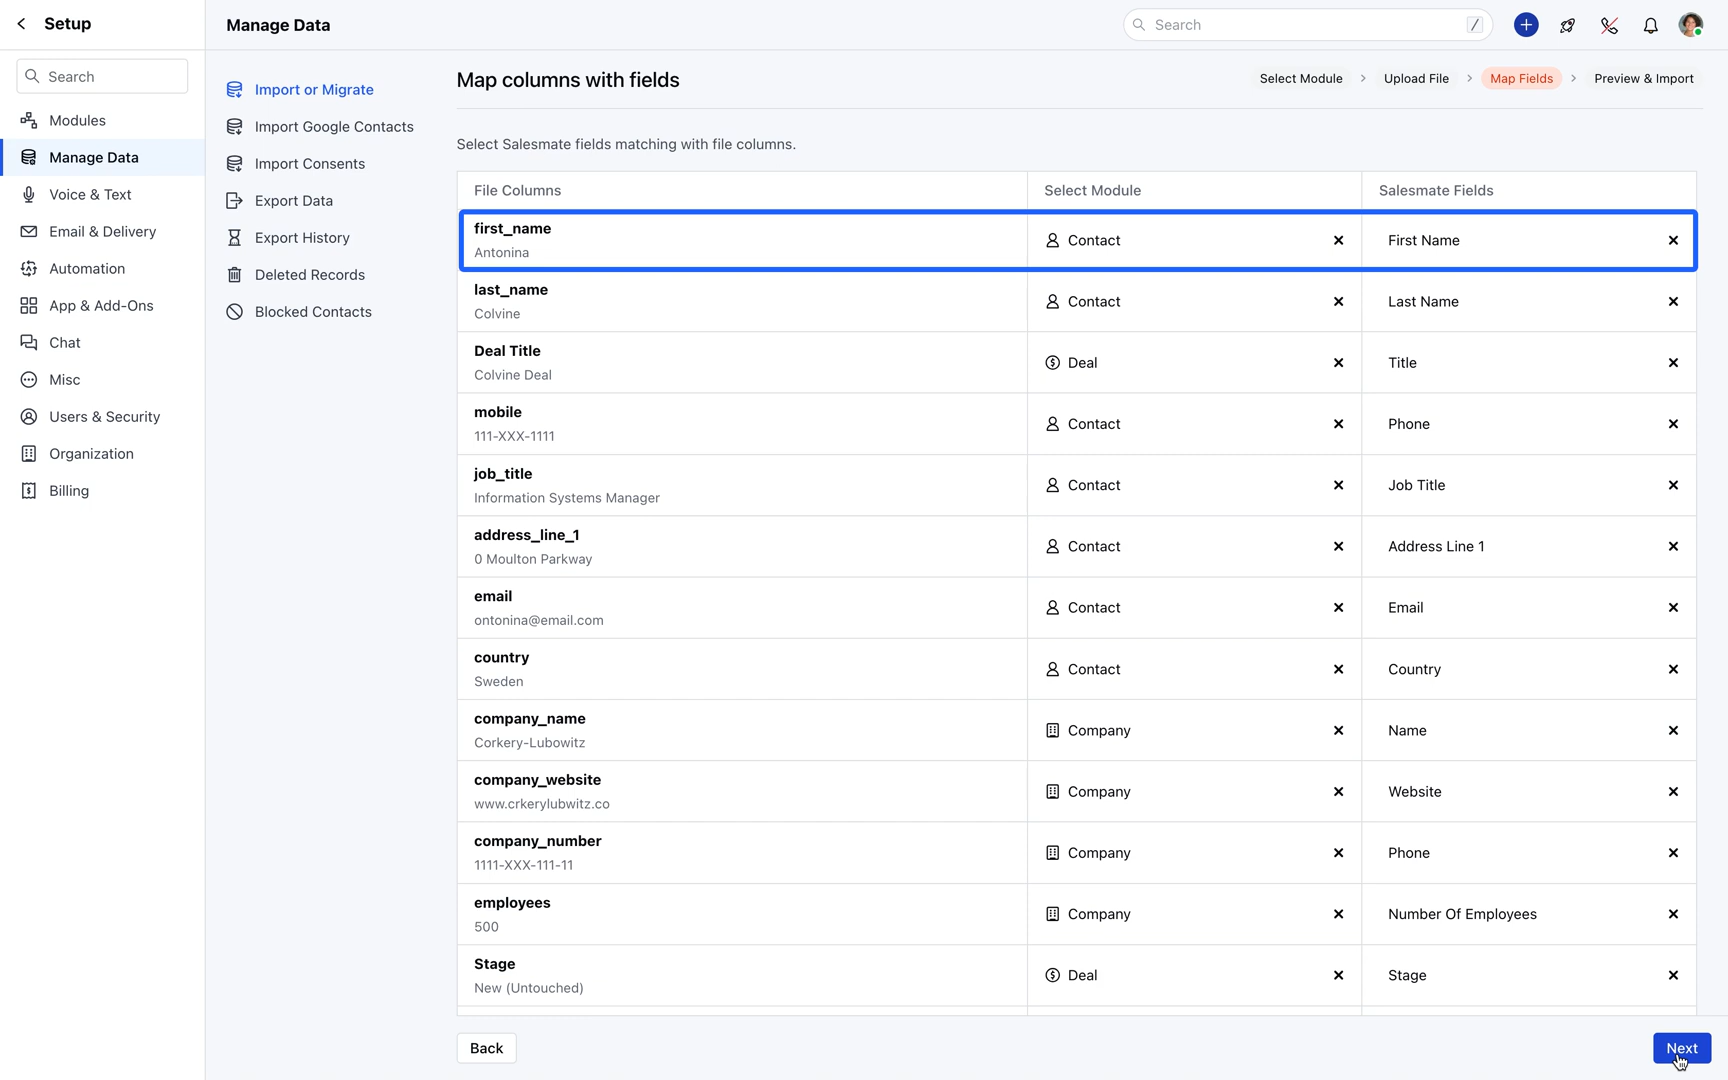 Setup
Manage Data
Search
/
Search
Modules
Manage Data
Voice & Text
Email & Delivery
Automation
App & Add-Ons
Chat
Misc
Users & Security
Organization
Billing
Import or Migrate
Import Google Contacts
Import Consents
Export Data
Export History
Deleted Records
Blocked Contacts
Map columns with fields
Select Module > Upload File > Map Fields > Preview & Import
Select Salesmate fields matching with file columns.
File Columns Select Module Salesmate Fields
first_name
Antonina
Contact
First Name
last_name
Colvine
Contact
Last Name
Deal Title
Colvine Deal
Deal
Title
mobile
111-XXX-1111
Contact
Phone
job_title
Information Systems Manager
Contact
Job Title
address_line_1
0 Moulton Parkway
Contact
Address Line 1
email
ontonina@email.com
Contact
Email
country
Sweden
Contact
Country
company_name
Corkery-Lubowitz
Company
Name
company_website
www.crkerylubwitz.co
Company
Website
company_number
1111-XXX-111-11
Company
Phone
employees
500
Company
Number Of Employees
Stage
New (Untouched)
Deal
Stage
Back
Next